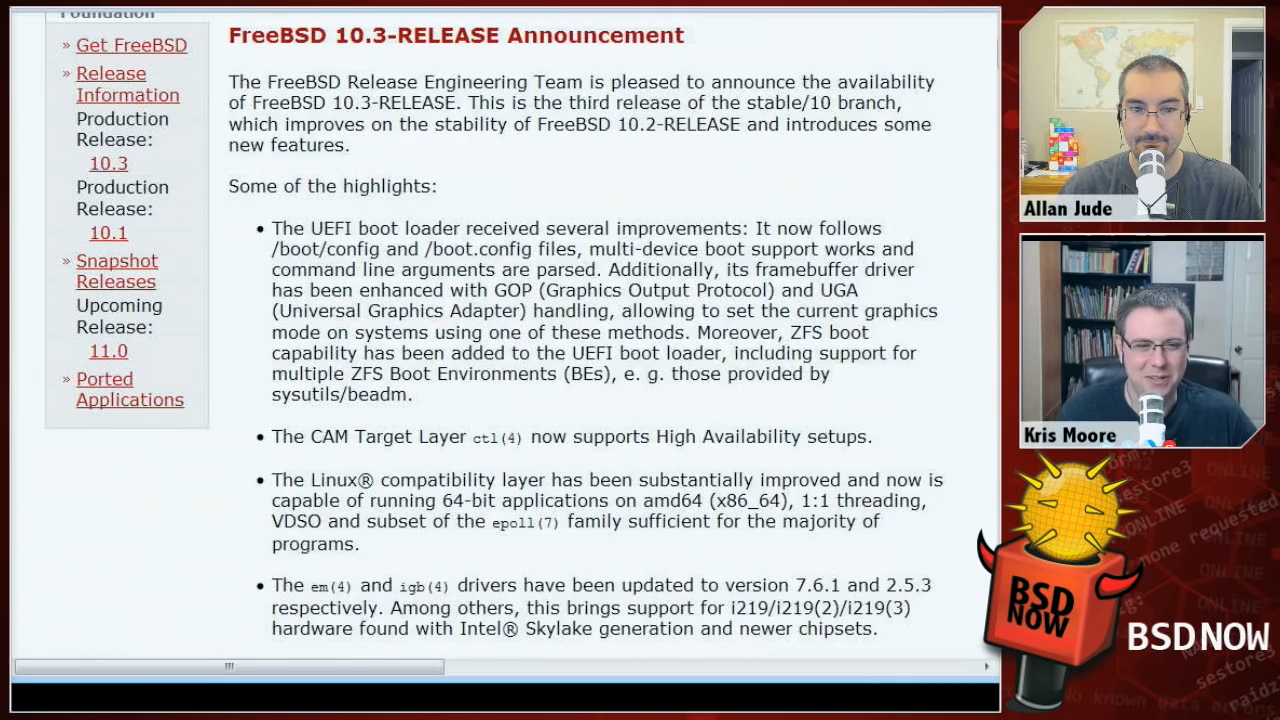 Foundation
» Get FreeBSD
» Release
Information
Production
Release:
10.3
Production
Release:
10.1
» Snapshot
Releases
Upcoming
Release:
11.0
» Ported
Applications
FreeBSD 10.3-RELEASE Announcement
The FreeBSD Release Engineering Team is pleased to announce the availability
of FreeBSD 10.3-RELEASE. This is the third release of the stable/10 branch,
which improves on the stability of FreeBSD 10.2-RELEASE and introduces some
new features.
Some of the highlights:
• The UEFI boot loader received several improvements: It now follows
/boot/config and /boot.config files, multi-device boot support works and
command line arguments are parsed. Additionally, its framebuffer driver
has been enhanced with GOP (Graphics Output Protocol) and UGA
(Universal Graphics Adapter) handling, allowing to set the current graphics
mode on systems using one of these methods. Moreover, ZFS boot
capability has been added to the UEFI boot loader, including support for
multiple ZFS Boot Environments (BEs), e. g. those provided by
sysutils/beadm.
• The CAM Target Layer ctl(4) now supports High Availability setups.
• The Linux® compatibility layer has been substantially improved and now is
capable of running 64-bit applications on amd64 (x86_64), 1:1 threading,
VDSO and subset of the epoll(7) family sufficient for the majority of
programs.
• The em(4) and igb(4) drivers have been updated to version 7.6.1 and 2.5.3
respectively. Among others, this brings support for i219/i219(2)/i219(3)
hardware found with Intel® Skylake generation and newer chipsets.
Allan Jude
Kris Moore
BSD
NOW
BSD NOW